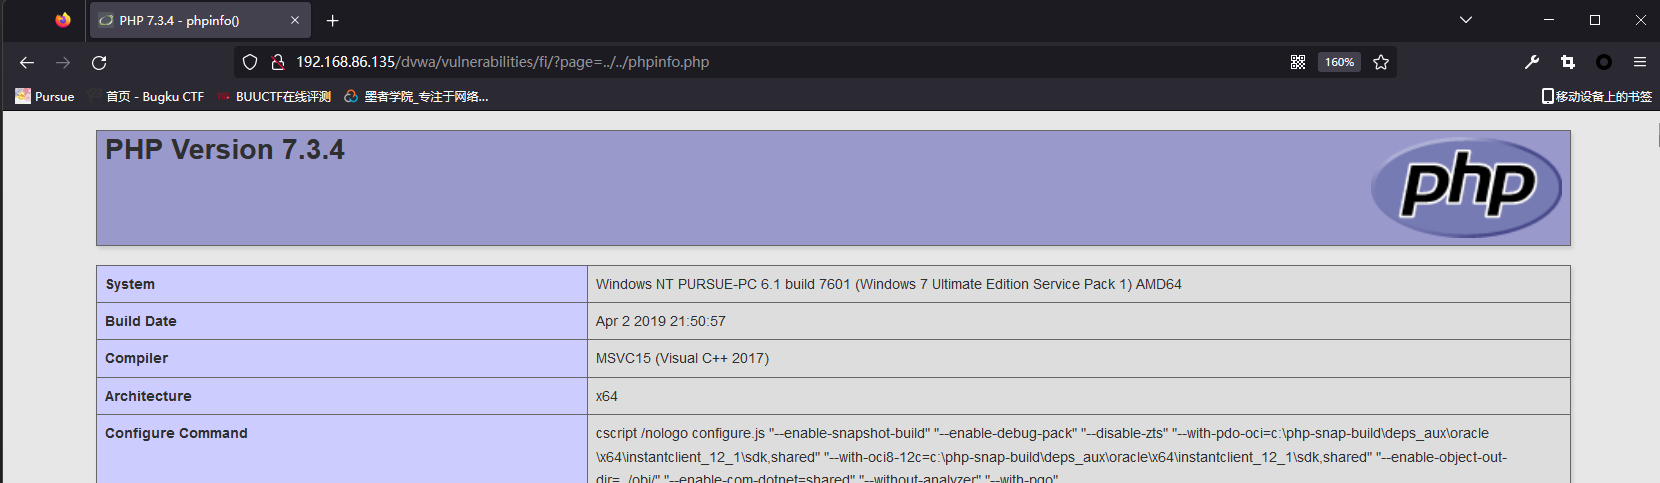 PHP 7.3.4 - phpinfo()
192.168.86.135/dvwa/vulnerabilities/fi/?page=../../phpinfo.php
160%
Pursue
首页 - Bugku CTF
BUUCTF在线评测
墨者学院_专注于网络...
移动设备上的书签
PHP Version 7.3.4
php
System
Windows NT PURSUE-PC 6.1 build 7601 (Windows 7 Ultimate Edition Service Pack 1) AMD64
Build Date
Apr 2 2019 21:50:57
Compiler
MSVC15 (Visual C++ 2017)
Architecture
x64
Configure Command
cscript /nologo configure.js "--enable-snapshot-build" "--enable-debug-pack" "--disable-zts" "--with-pdo-oci=c:\php-snap-build\deps_aux\oracle
\x64\instantclient_12_1\sdk,shared" "--with-oci8-12c=c:\php-snap-build\deps_aux\oracle\x64\instantclient_12_1\sdk,shared" "--enable-object-out-
dir=../obj/" "--enable-com-dotnet=shared" "--without-analyzer" "--with-pgo"